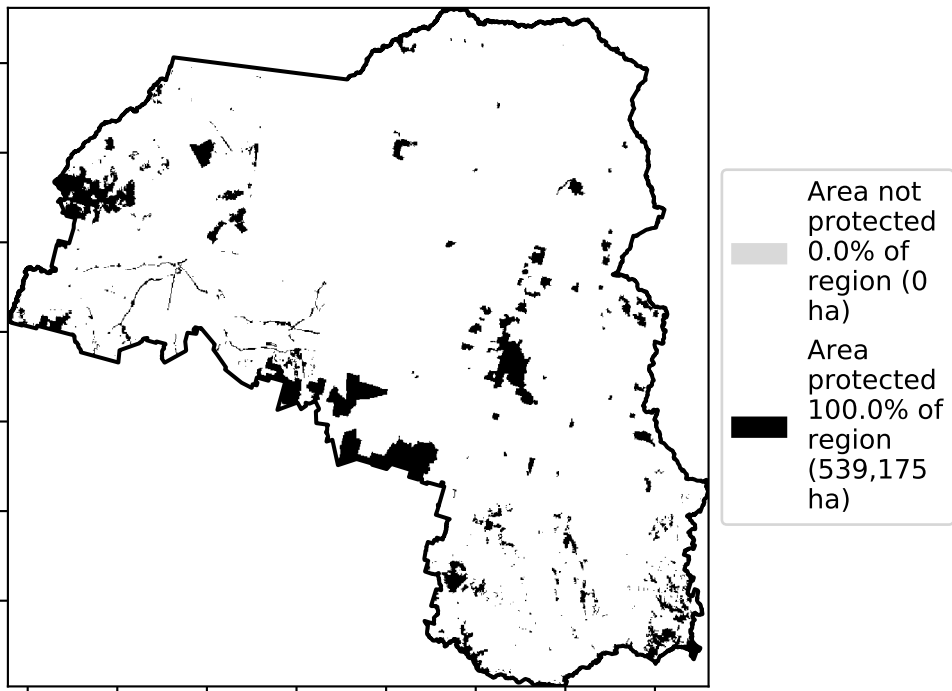 Area not
protected
0.0% of
region (0
ha)
Area
protected
100.0% of
region
(539,175
ha)